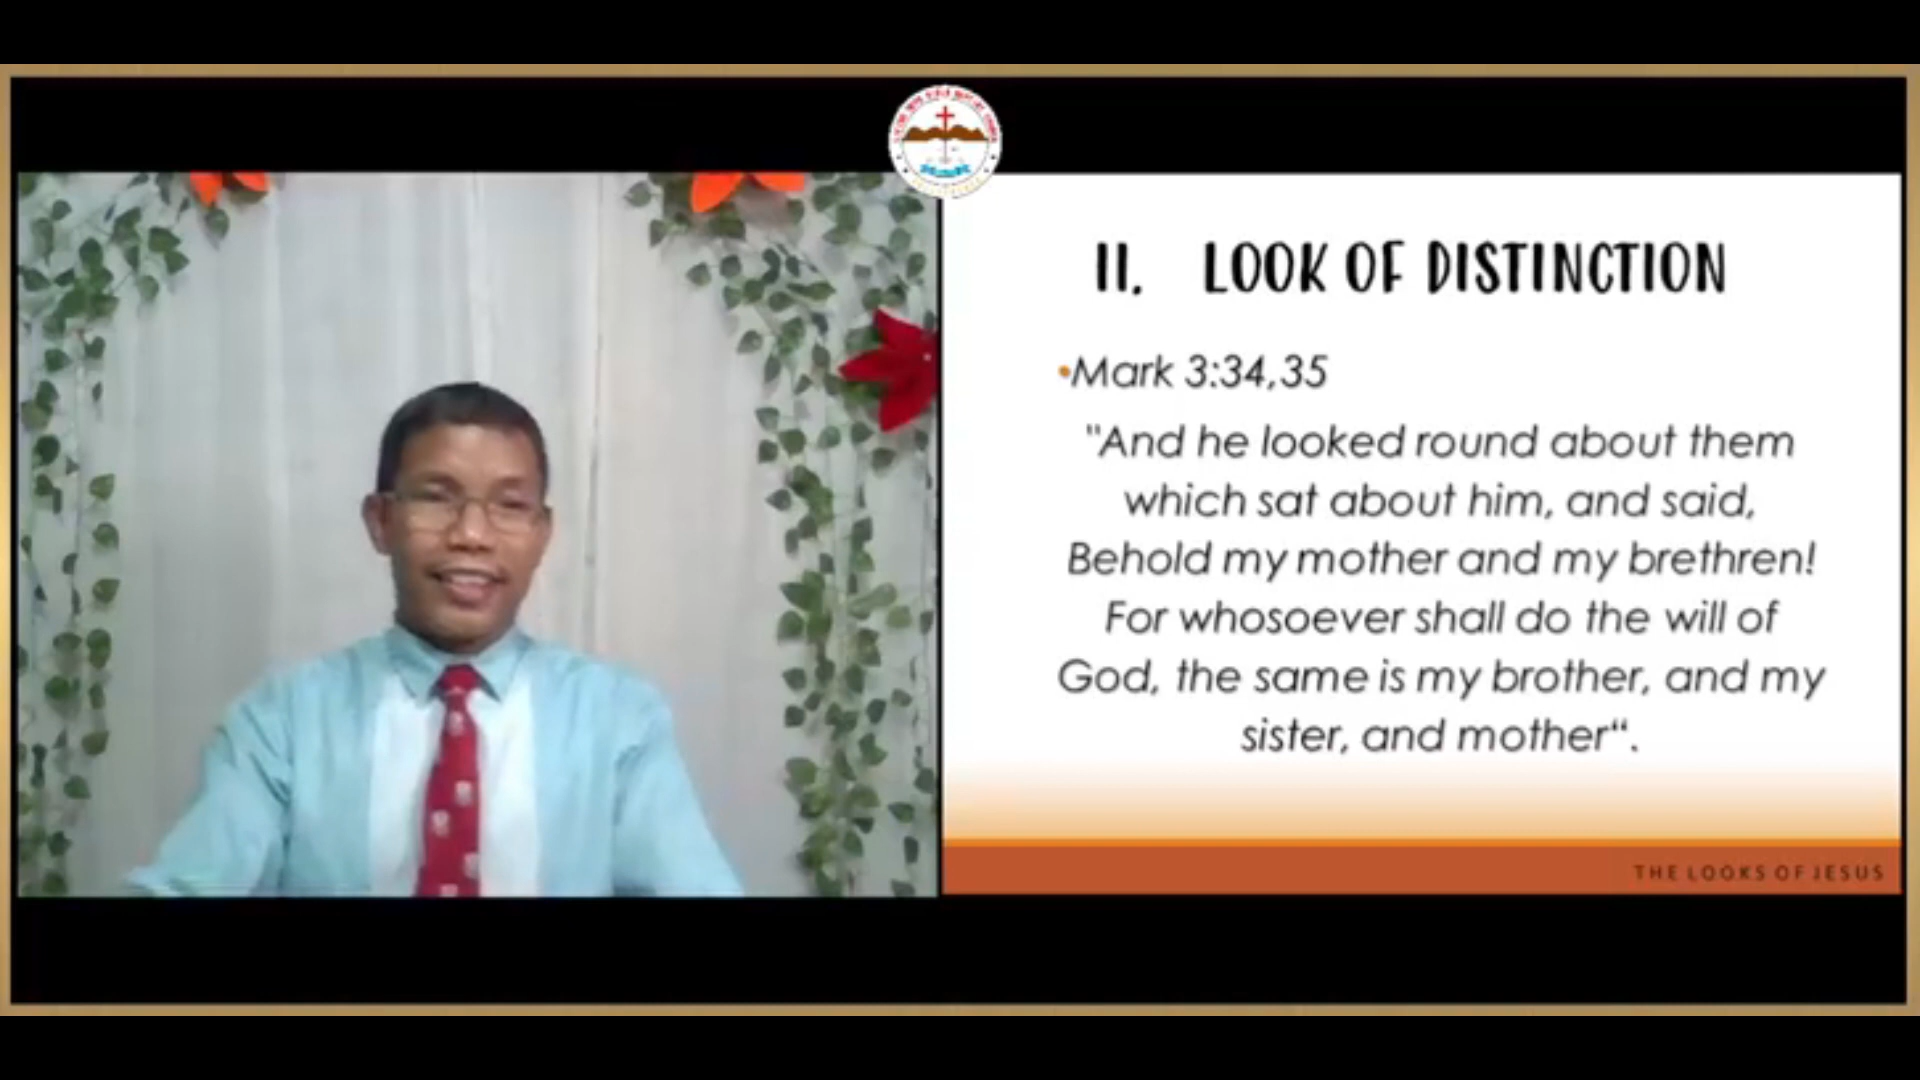 II. LOOK OF DISTINCTION
•Mark 3:34,35
"And he looked round about them
which sat about him, and said,
Behold my mother and my brethren!
For whosoever shall do the will of
God, the same is my brother, and my
sister, and mother“.
THE LOOKS OF JESUS